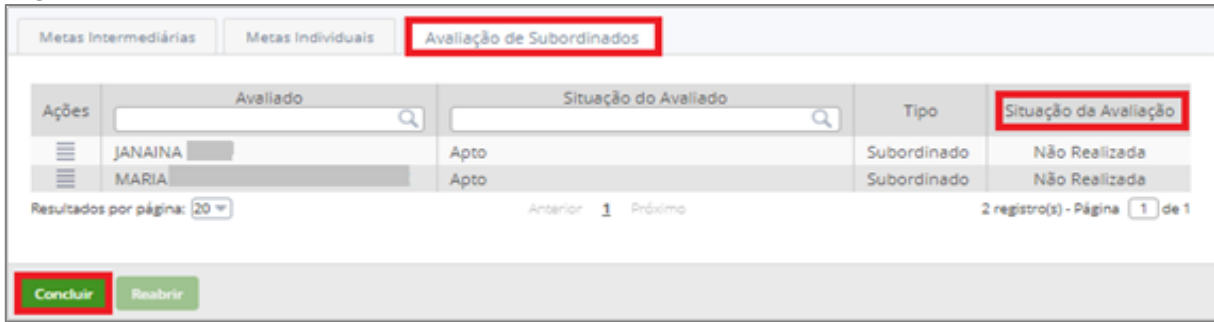 Metas Intermediárias Metas Individuais Avaliação de Subordinados
Ações Avaliado Situação do Avaliado Tipo Situação da Avaliação
JANAINA Apto Subordinado Não Realizada
MARIA Apto Subordinado Não Realizada
Resultados por página: 20 Anterior 1 Próximo 2 registro(s) - Página 1 de 1
Concluir Reabrir